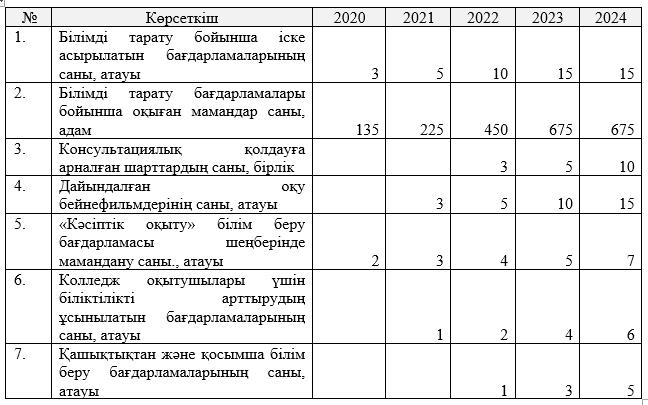 № Көрсеткіш 2020 2021 2022 2023 2024
1. Білімді тарату бойынша іске
асырылатын бағдарламаларының
саны, атауы 3 5 10 15 15
2. Білімді тарату бағдарламалары
бойынша оқыған мамандар саны,
адам 135 225 450 675 675
3. Консультациялық қолдауға
арналған шарттардың саны, бірлік 3 5 10
4. Дайындалған оқу
бейнефильмдерінің саны, атауы 3 5 10 15
5. «Кәсіптік оқыту» білім беру
бағдарламасы шеңберінде
мамандану саны., атауы 2 3 4 5 7
6. Колледж оқытушылары үшін
біліктілікті арттырудың
ұсынылатын бағдарламаларының
саны, атауы 1 2 4 6
7. Қашықтықтан және қосымша білім
беру бағдарламаларының саны,
атауы 1 3 5